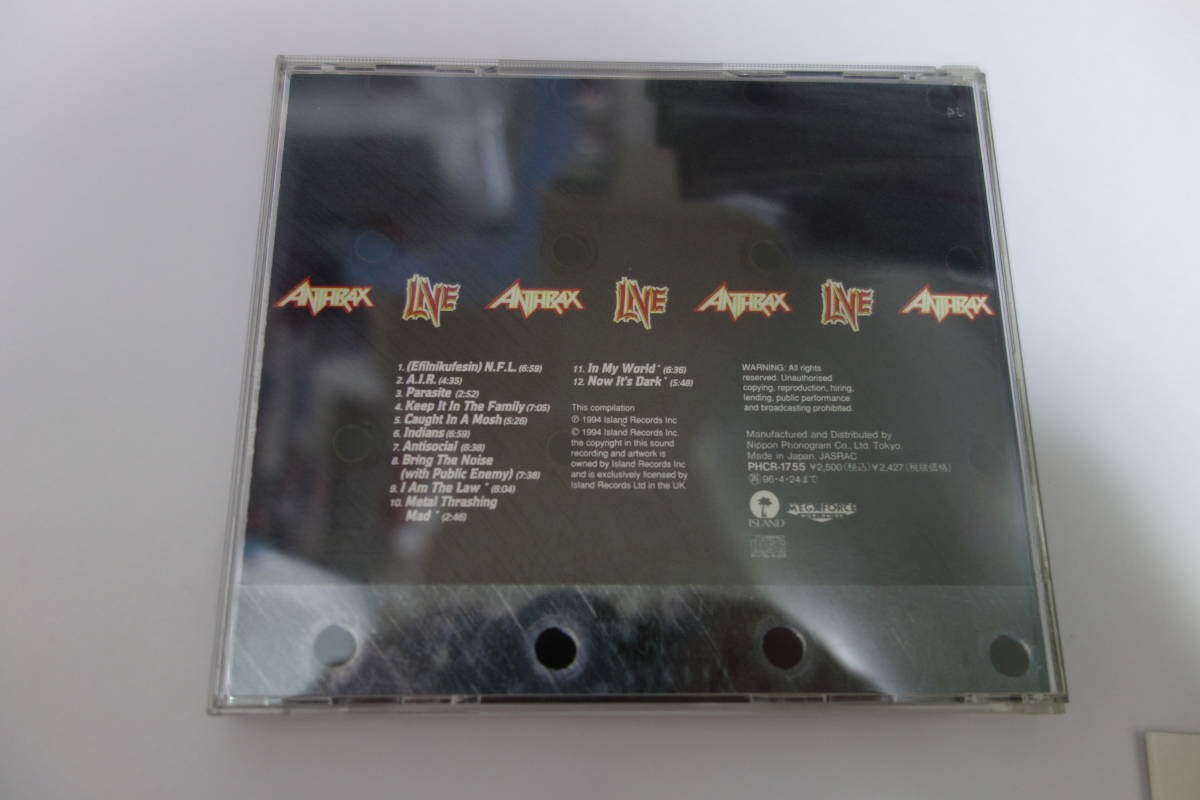 ANTHRAX LIVE ANTHRAX LIVE ANTHRAX LIVE ANTHRAX
1. (Efilnikufesin) N.F.L. (6:59)
2. A.I.R. (4:35)
3. Parasite (2:52)
4. Keep It In The Family (7:05)
5. Caught In A Mosh (5:26)
6. Indians (6:59)
7. Antisocial (6:38)
8. Bring The Noise
(with Public Enemy) (7:38)
9. I Am The Law * (6:04)
10. Metal Thrashing
Mad * (2:46)
11. In My World * (6:36)
12. Now It's Dark * (5:48)
This compilation
℗ 1994 Island Records Inc
© 1994 Island Records Inc.
the copyright in this sound
recording and artwork is
owned by Island Records Inc
and is exclusively licensed by
Island Records Ltd in the UK
WARNING: All rights
reserved. Unauthorised
copying, reproduction, hiring,
lending, public performance
and broadcasting prohibited.
Manufactured and Distributed by
Nippon Phonogram Co., Ltd. Tokyo.
Made in Japan. JASRAC
PHCR-1755 ¥2,500(税込)¥2,427(税抜価格)
再 96・4・24まで
ISLAND
MEGAFORCE
WORLDWIDE